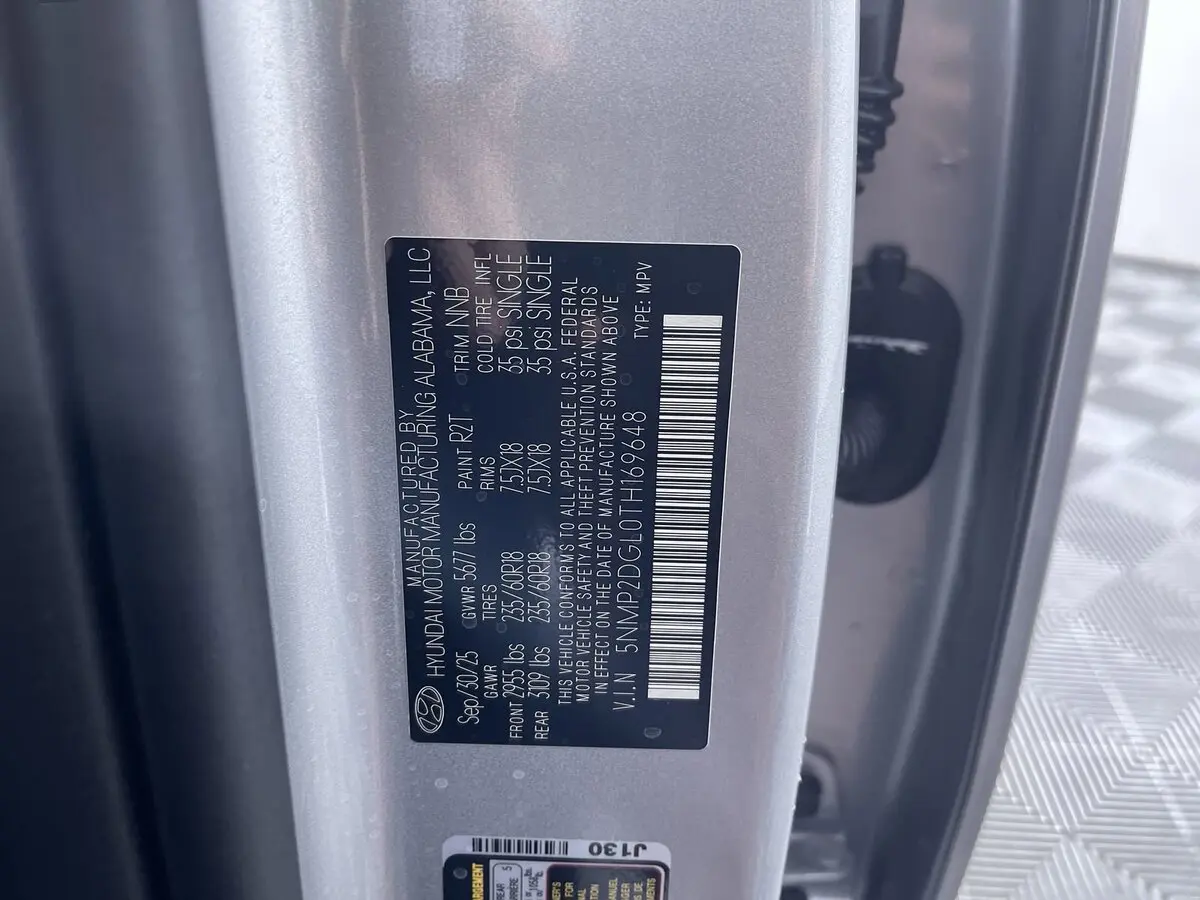 MANUFACTURED BY
HYUNDAI MOTOR MANUFACTURING ALABAMA, LLC
Sep/30/25 GVWR 5677 lbs PAINT R2T TRIM NNB
GAWR TIRES RIMS COLD TIRE INFL
FRONT 2955 lbs 235/60R18 7.5JX18 35 psi SINGLE
REAR 3109 lbs 235/60R18 7.5JX18 35 psi SINGLE
THIS VEHICLE CONFORMS TO ALL APPLICABLE U.S.A. FEDERAL
MOTOR VEHICLE SAFETY AND THEFT PREVENTION STANDARDS
IN EFFECT ON THE DATE OF MANUFACTURE SHOWN ABOVE
V.I.N 5NMP2DGL0TH169648 TYPE: MPV
J130